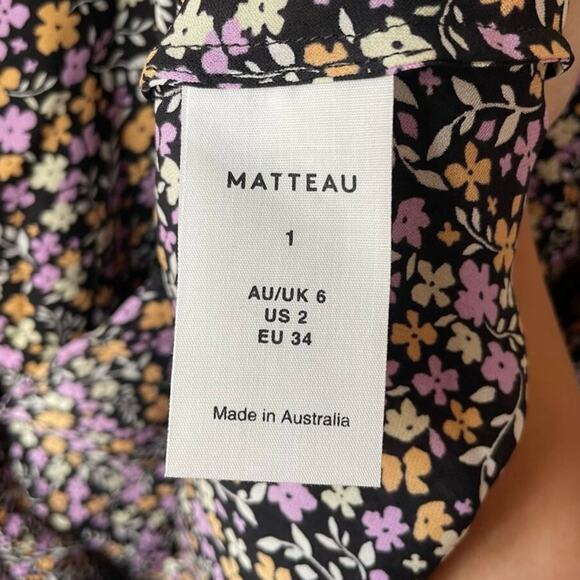 MATTEAU
1
AU/UK 6
US 2
EU 34
Made in Australia